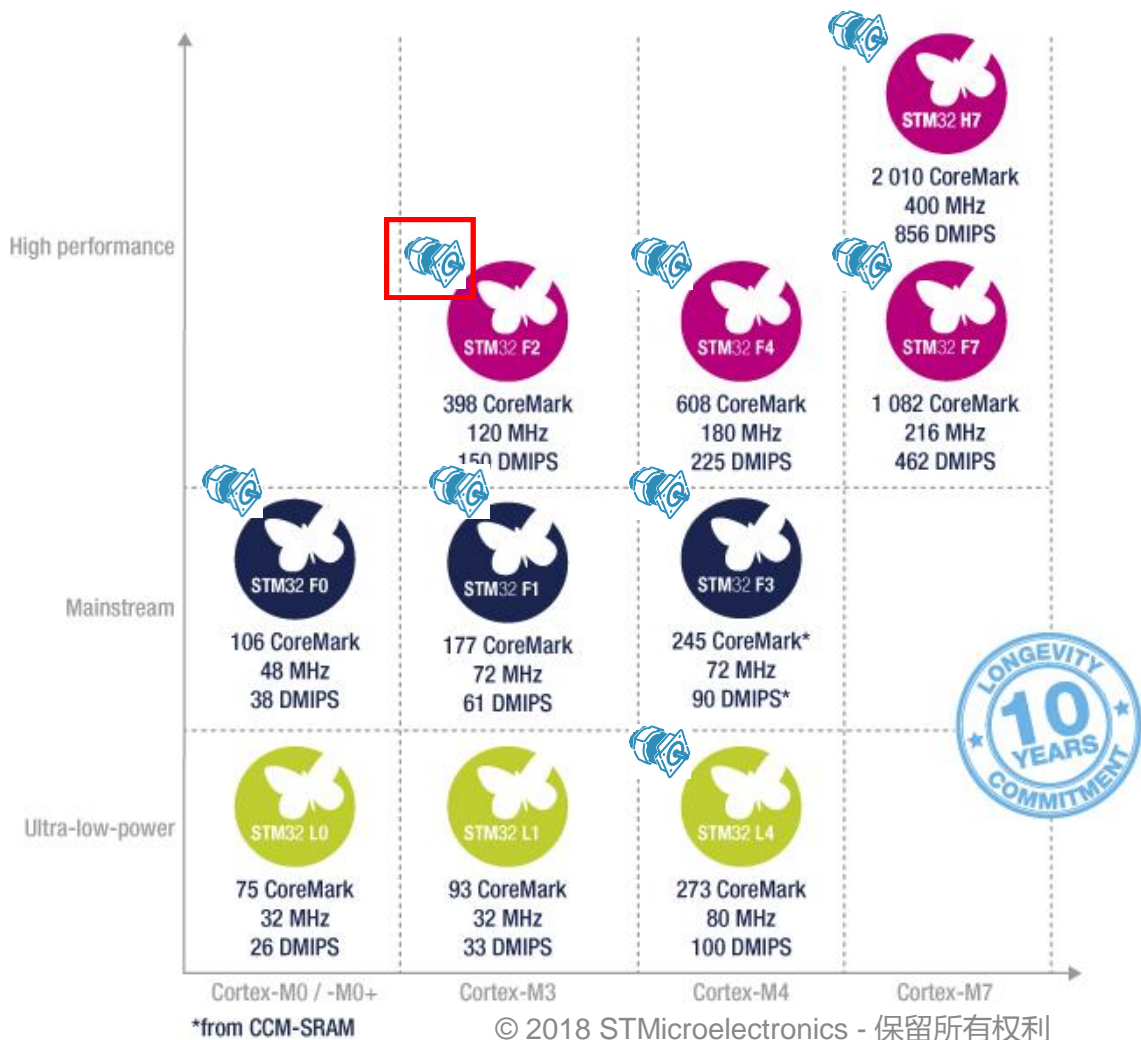 STM32 H7
2 010 CoreMark
400 MHz
856 DMIPS
High performance
STM32 F2
398 CoreMark
120 MHz
150 DMIPS
STM32 F4
608 CoreMark
180 MHz
225 DMIPS
STM32 F7
1 082 CoreMark
216 MHz
462 DMIPS
Mainstream
STM32 F0
106 CoreMark
48 MHz
38 DMIPS
STM32 F1
177 CoreMark
72 MHz
61 DMIPS
STM32 F3
245 CoreMark*
72 MHz
90 DMIPS*
LONGEVITY
10
YEARS
COMMITMENT
Ultra-low-power
STM32 L0
75 CoreMark
32 MHz
26 DMIPS
STM32 L1
93 CoreMark
32 MHz
33 DMIPS
STM32 L4
273 CoreMark
80 MHz
100 DMIPS
Cortex-M0 / -M0+
Cortex-M3
Cortex-M4
Cortex-M7
*from CCM-SRAM
© 2018 STMicroelectronics - 保留所有权利